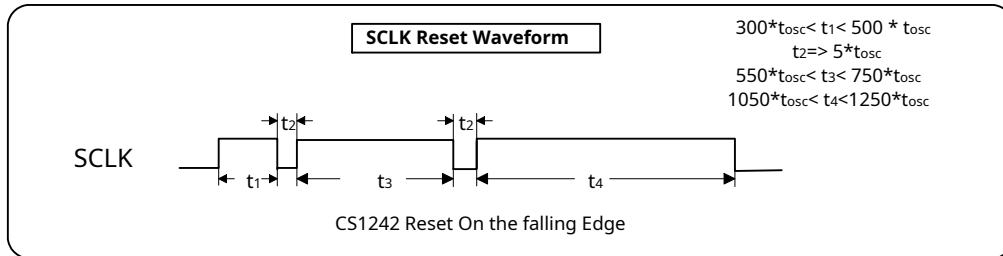 SCLK Reset Waveform
300*tosc< t1< 500 * tosc
t2=> 5*tosc
550*tosc< t3< 750*tosc
1050*tosc< t4<1250*tosc
t2
t2
SCLK
t1
t3
t4
CS1242 Reset On the falling Edge